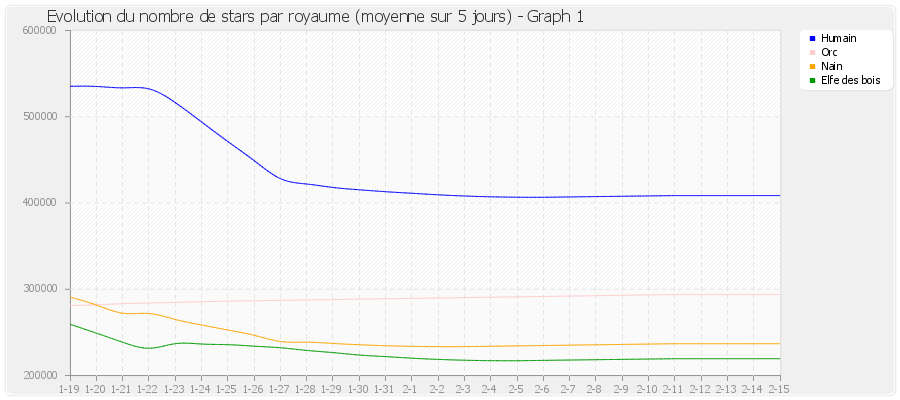 Evolution du nombre de stars par royaume (moyenne sur 5 jours) - Graph 1
600000
500000
400000
300000
200000
1-19 1-20 1-21 1-22 1-23 1-24 1-25 1-26 1-27 1-28 1-29 1-30 1-31 2-1 2-2 2-3 2-4 2-5 2-6 2-7 2-8 2-9 2-10 2-11 2-12 2-13 2-14 2-15
Humain
Orc
Nain
Elfe des bois